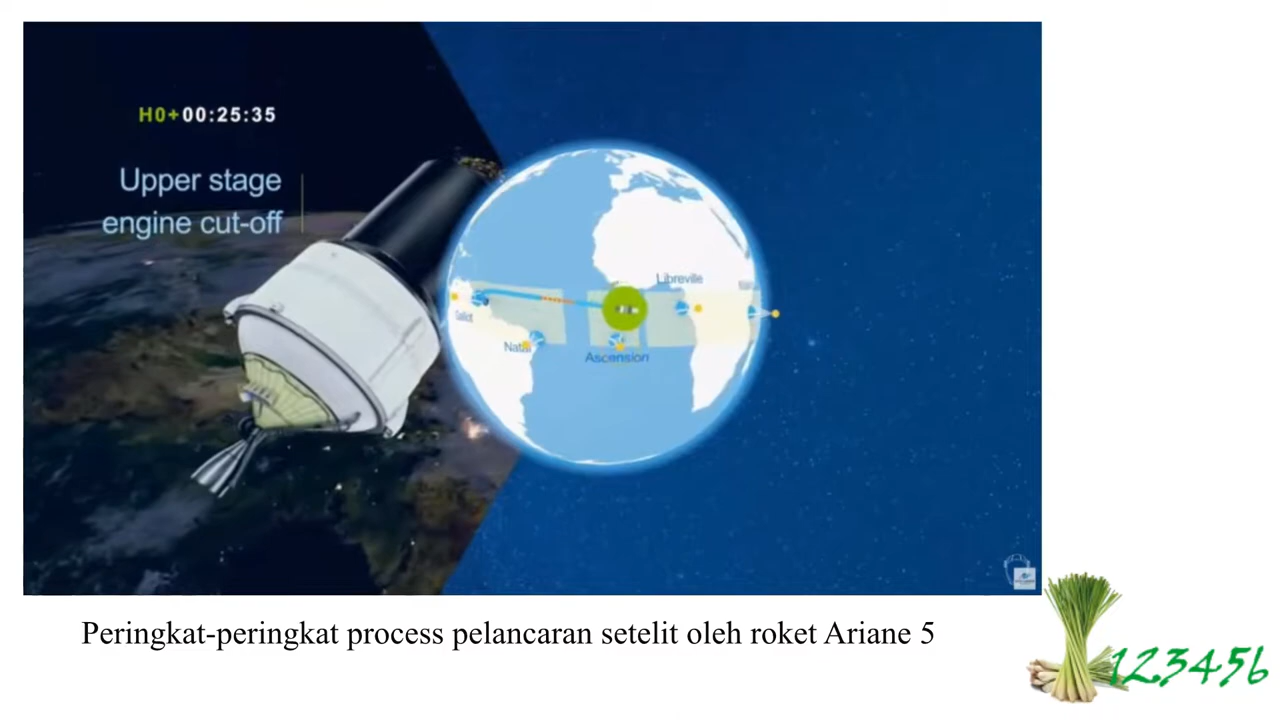 H0+00:25:35
Upper stage
engine cut-off
Libreville
Galliot
Natal
Ascension
Peringkat-peringkat process pelancaran setelit oleh roket Ariane 5
123456